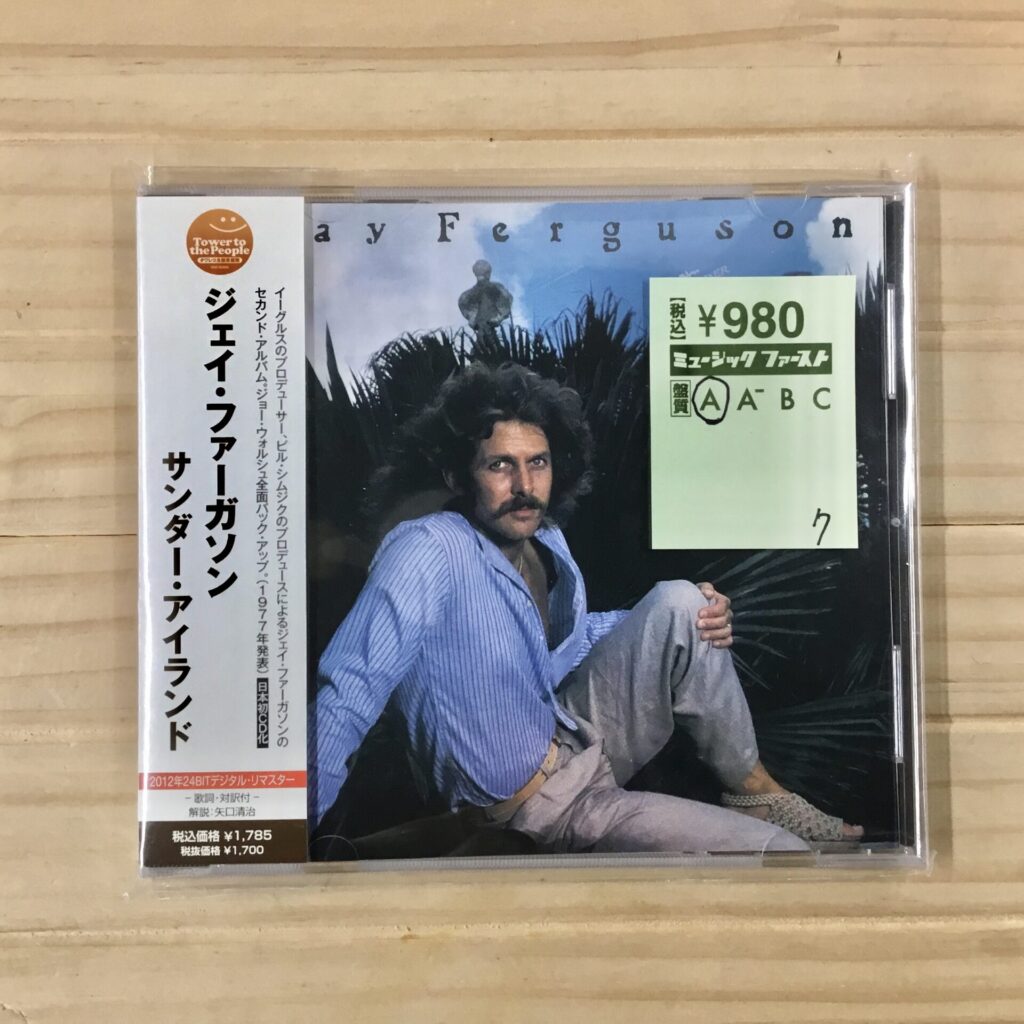 Tower to
the People
ジェイ・ファーガソン
サンダー・アイランド
イーグルスのプロデューサー、ビル・シムジクのプロデュースによるジェイ・ファーガソンの
セカンド・アルバム。ジョー・ウォルシュ全面バック・アップ。(1977年発表) 日本初CD化
2012年24BITデジタル・リマスター
− 歌詞・対訳付 −
解説:矢口清治
税込価格 ¥1,785
税抜価格 ¥1,700
ay Ferguson
【税込】 ¥980
ミュージック ファースト
盤質 A A⁻ B C
ク